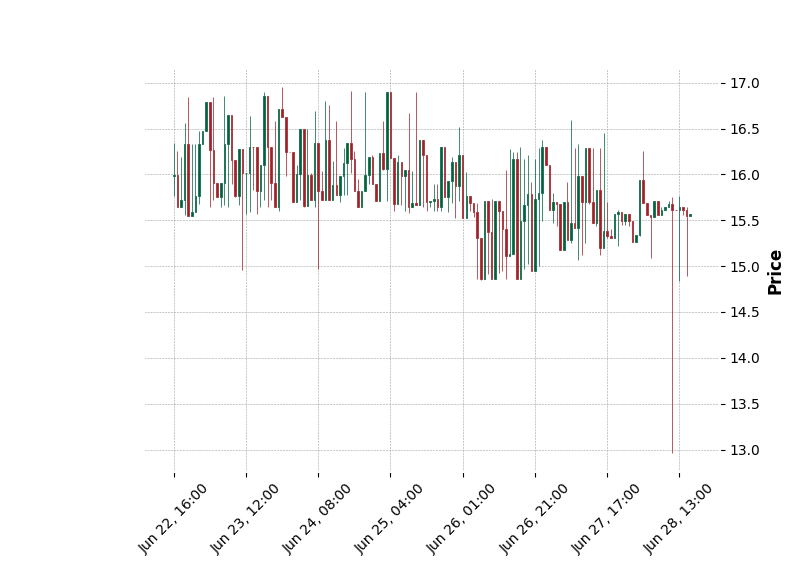 17.0
16.5
16.0
15.5
15.0
14.5
14.0
13.5
13.0
Price
Jun 22, 16:00
Jun 23, 12:00
Jun 24, 08:00
Jun 25, 04:00
Jun 26, 01:00
Jun 26, 21:00
Jun 27, 17:00
Jun 28, 13:00